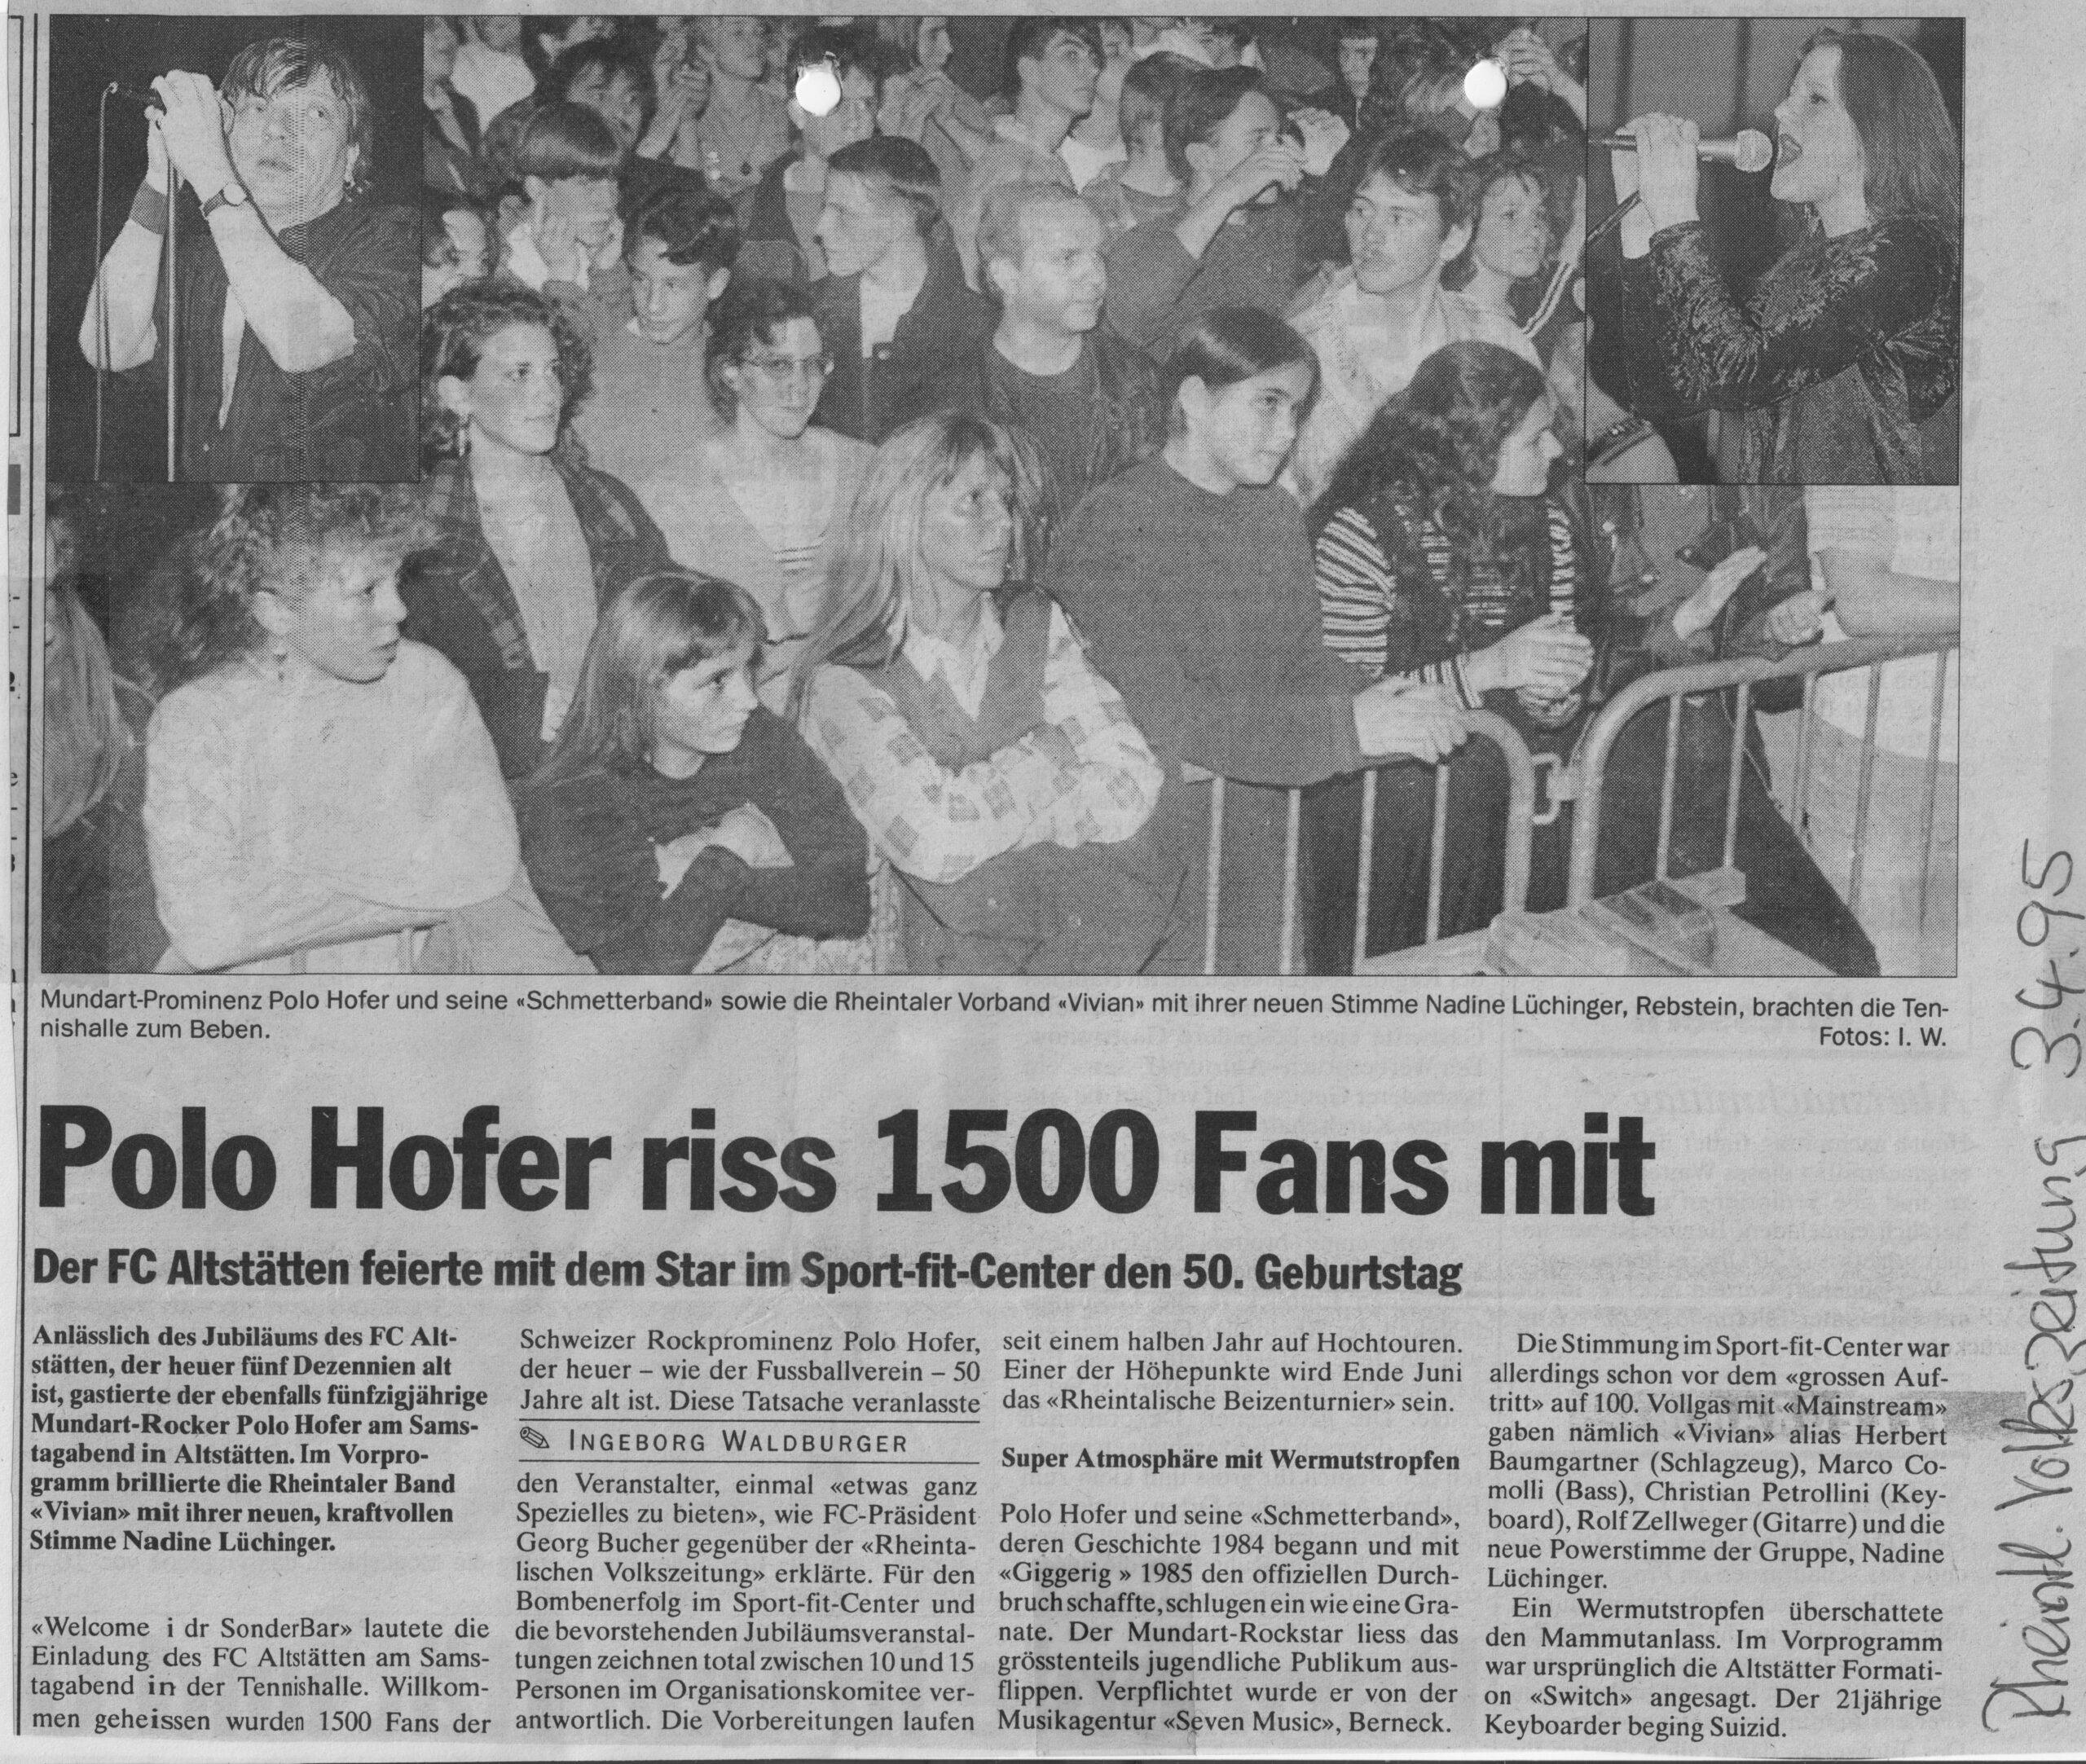 Mundart-Prominenz Polo Hofer und seine «Schmetterband» sowie die Rheintaler Vorband «Vivian» mit ihrer neuen Stimme Nadine Lüchinger, Rebstein, brachten die Ten-
nishalle zum Beben.
Fotos: I. W.
Polo Hofer riss 1500 Fans mit
Der FC Altstätten feierte mit dem Star im Sport-fit-Center den 50. Geburtstag
Anlässlich des Jubiläums des FC Alt-
stätten, der heuer fünf Dezennien alt
ist, gastierte der ebenfalls fünfzigjährige
Mundart-Rocker Polo Hofer am Sams-
tagabend in Altstätten. Im Vorpro-
gramm brillierte die Rheintaler Band
«Vivian» mit ihrer neuen, kraftvollen
Stimme Nadine Lüchinger.
«Welcome i dr SonderBar» lautete die
Einladung des FC Altstätten am Sams-
tagabend in der Tennishalle. Willkom-
men geheissen wurden 1500 Fans der
Schweizer Rockprominenz Polo Hofer,
der heuer – wie der Fussballverein – 50
Jahre alt ist. Diese Tatsache veranlasste
INGEBORG WALDBURGER
den Veranstalter, einmal «etwas ganz
Spezielles zu bieten», wie FC-Präsident
Georg Bucher gegenüber der «Rheinta-
lischen Volkszeitung» erklärte. Für den
Bombenerfolg im Sport-fit-Center und
die bevorstehenden Jubiläumsveranstal-
tungen zeichnen total zwischen 10 und 15
Personen im Organisationskomitee ver-
antwortlich. Die Vorbereitungen laufen
seit einem halben Jahr auf Hochtouren.
Einer der Höhepunkte wird Ende Juni
das «Rheintalische Beizenturnier» sein.
Super Atmosphäre mit Wermutstropfen
Polo Hofer und seine «Schmetterband»,
deren Geschichte 1984 begann und mit
«Giggerig » 1985 den offiziellen Durch-
bruch schaffte, schlugen ein wie eine Gra-
nate. Der Mundart-Rockstar liess das
grösstenteils jugendliche Publikum aus-
flippen. Verpflichtet wurde er von der
Musikagentur «Seven Music», Berneck.
Die Stimmung im Sport-fit-Center war
allerdings schon vor dem «grossen Auf-
tritt» auf 100. Vollgas mit «Mainstream»
gaben nämlich «Vivian» alias Herbert
Baumgartner (Schlagzeug), Marco Co-
molli (Bass), Christian Petrollini (Key-
board), Rolf Zellweger (Gitarre) und die
neue Powerstimme der Gruppe, Nadine
Lüchinger.
Ein Wermutstropfen überschattete
den Mammutanlass. Im Vorprogramm
war ursprünglich die Altstätter Formati-
on «Switch» angesagt. Der 21jährige
Keyboarder beging Suizid.
Rheintl. Volkszeitung 3.4.95